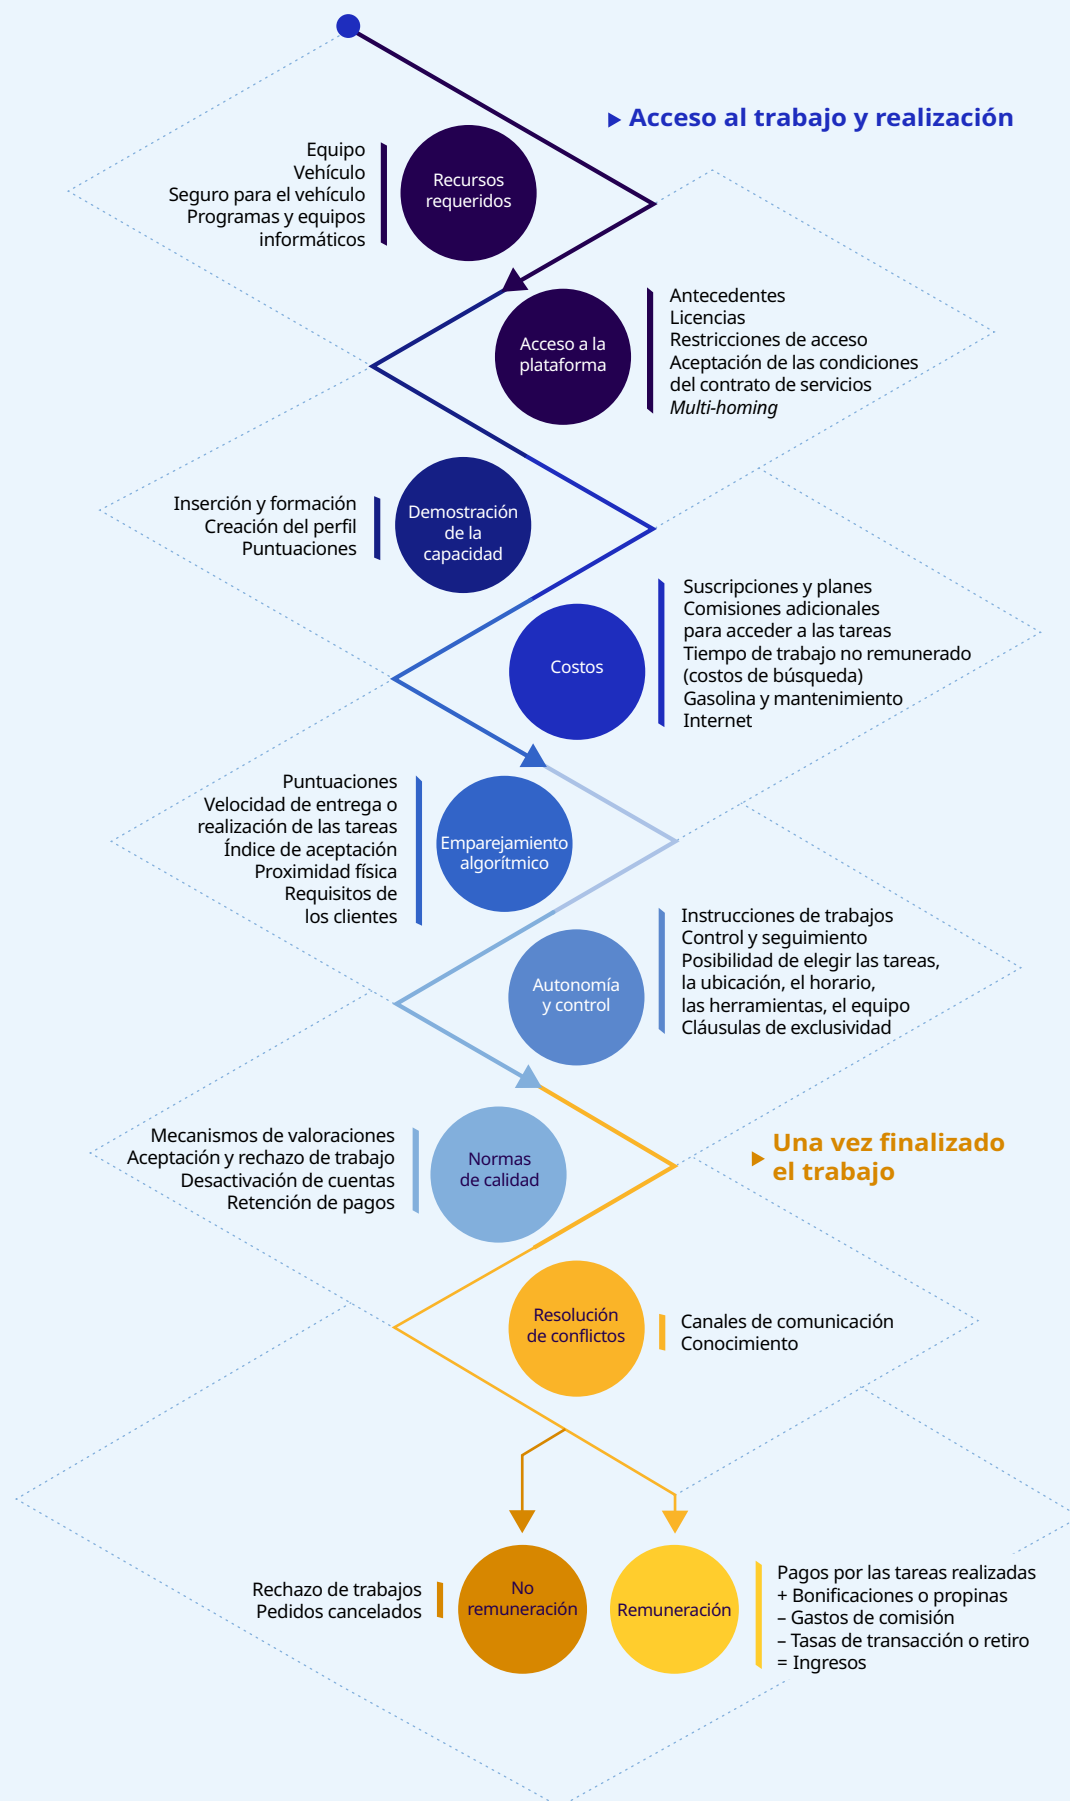 ▶ Acceso al trabajo y realización
Equipo
Vehículo
Seguro para el vehículo
Programas y equipos
informáticos
Recursos
requeridos
Acceso a la
plataforma
Antecedentes
Licencias
Restricciones de acceso
Aceptación de las condiciones
del contrato de servicios
Multi-homing
Inserción y formación
Creación del perfil
Puntuaciones
Demostración
de la
capacidad
Costos
Suscripciones y planes
Comisiones adicionales
para acceder a las tareas
Tiempo de trabajo no remunerado
(costos de búsqueda)
Gasolina y mantenimiento
Internet
Puntuaciones
Velocidad de entrega o
realización de las tareas
Índice de aceptación
Proximidad física
Requisitos de
los clientes
Emparejamiento
algorítmico
Autonomía
y control
Instrucciones de trabajos
Control y seguimiento
Posibilidad de elegir las tareas,
la ubicación, el horario,
las herramientas, el equipo
Cláusulas de exclusividad
▶ Una vez finalizado
el trabajo
Mecanismos de valoraciones
Aceptación y rechazo de trabajo
Desactivación de cuentas
Retención de pagos
Normas
de calidad
Resolución
de conflictos
Canales de comunicación
Conocimiento
Rechazo de trabajos
Pedidos cancelados
No
remuneración
Remuneración
Pagos por las tareas realizadas
+ Bonificaciones o propinas
– Gastos de comisión
– Tasas de transacción o retiro
= Ingresos